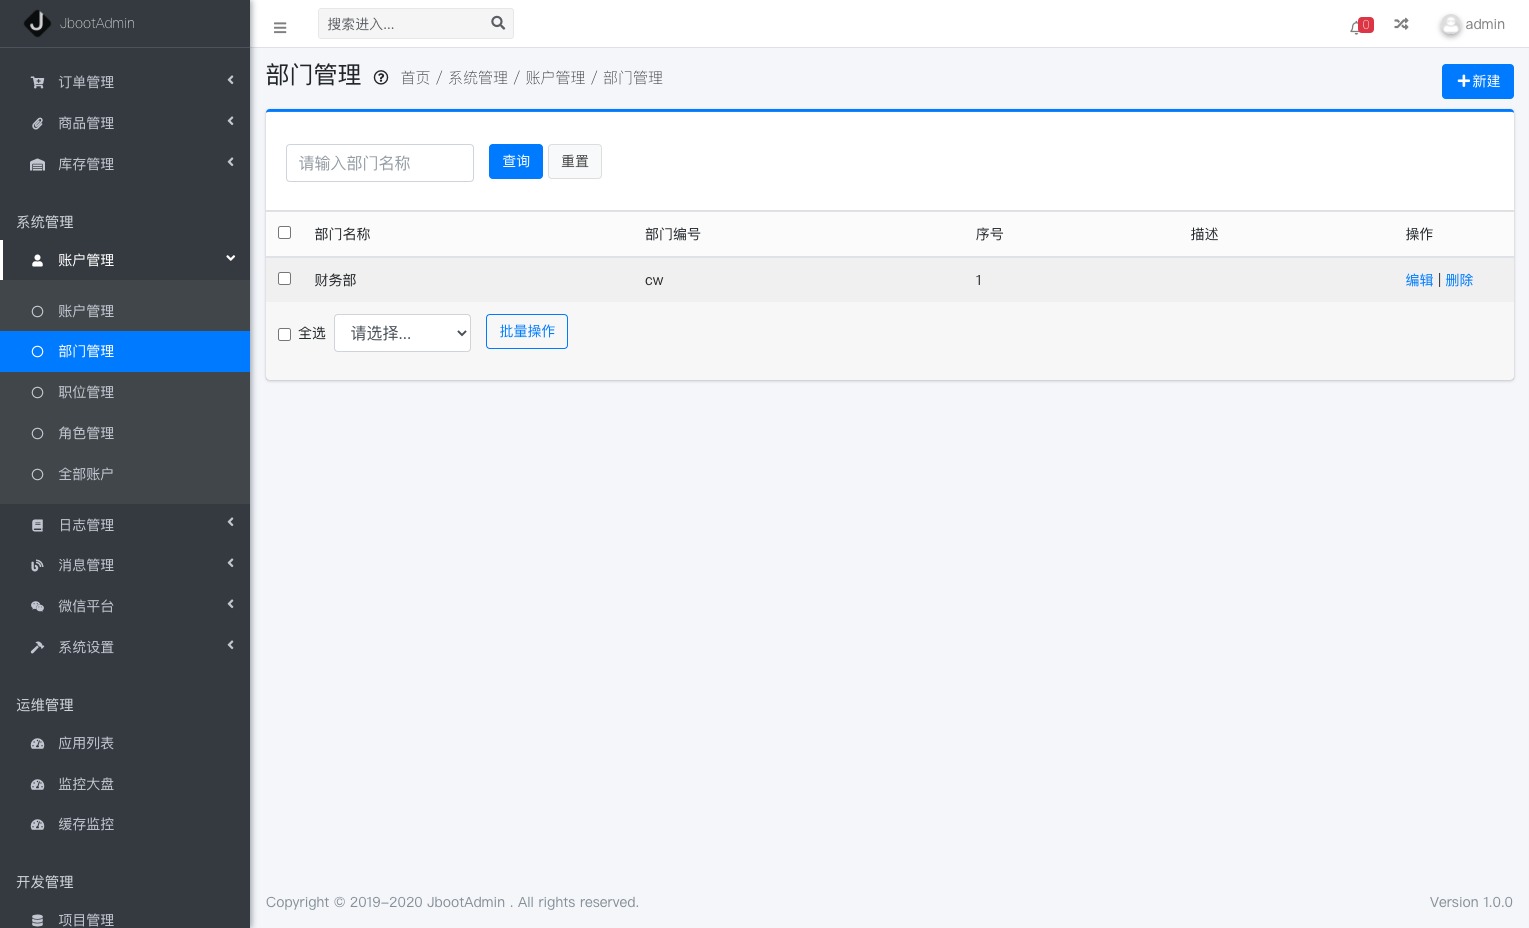 JbootAdmin
搜索进入...
0
admin
订单管理
商品管理
库存管理
系统管理
账户管理
账户管理
部门管理
职位管理
角色管理
全部账户
日志管理
消息管理
微信平台
系统设置
运维管理
应用列表
监控大盘
缓存监控
开发管理
项目管理
部门管理 首页 / 系统管理 / 账户管理 / 部门管理
新建
请输入部门名称 查询 重置
部门名称 部门编号 序号 描述 操作
财务部 cw 1 编辑 | 删除
全选 请选择... 批量操作
Copyright © 2019-2020 JbootAdmin . All rights reserved.
Version 1.0.0